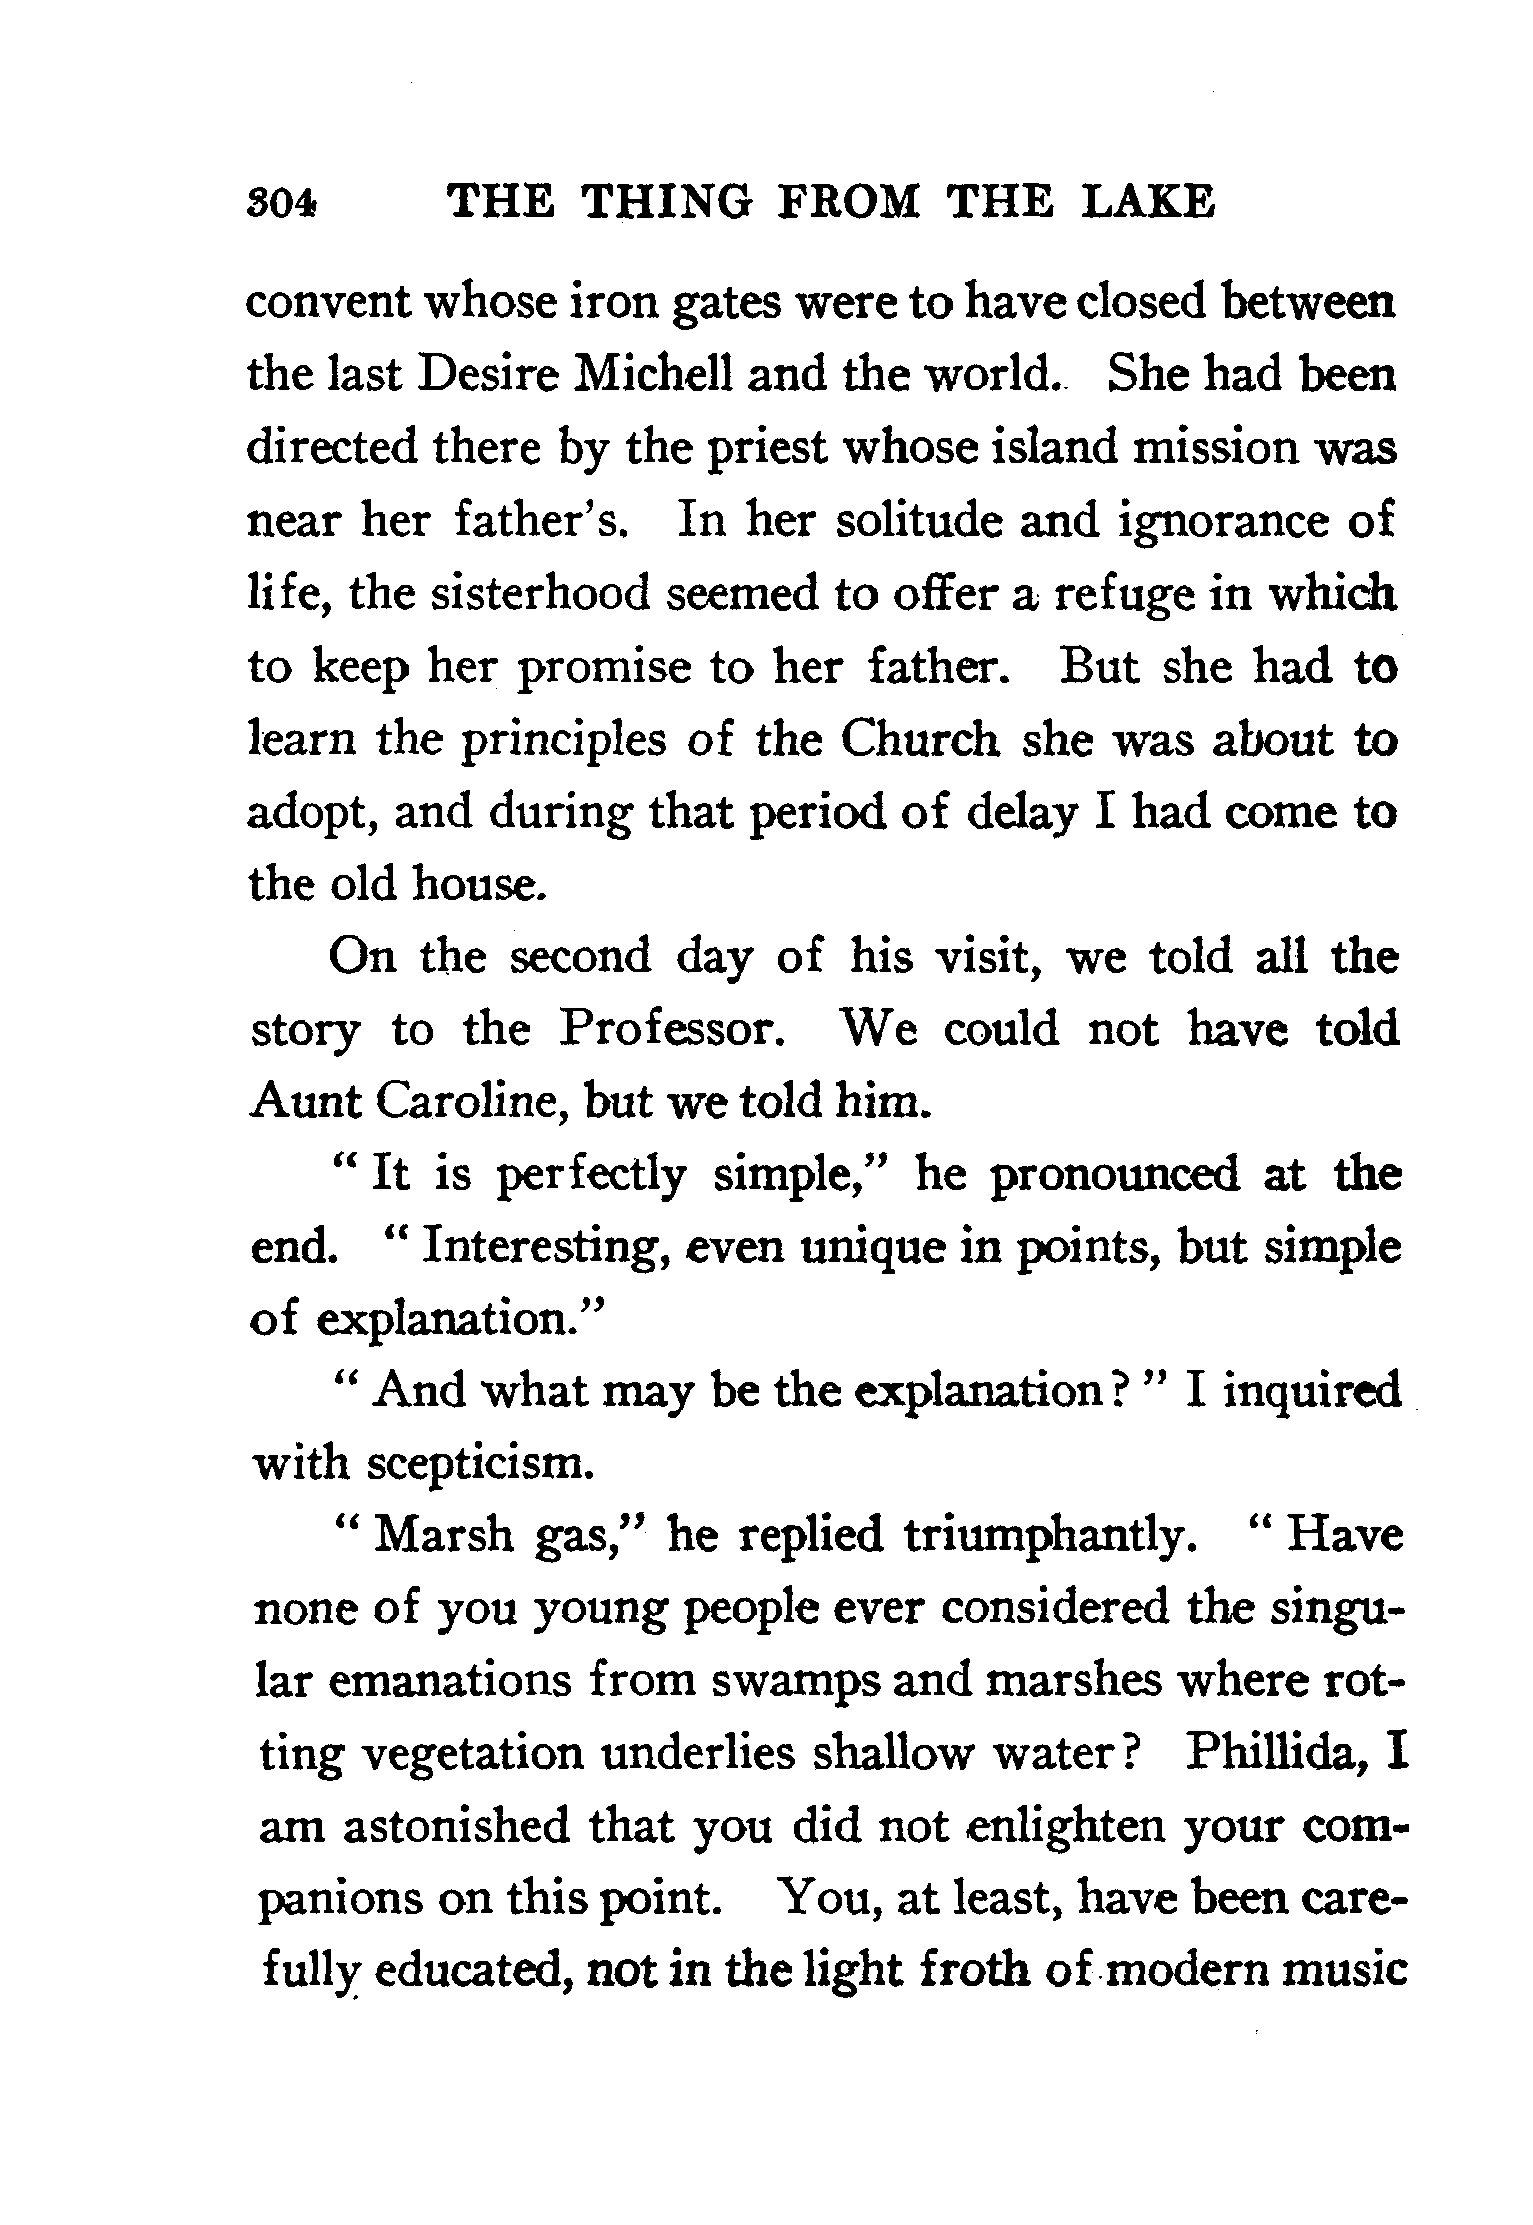 304 THE THING FROM THE LAKE
convent whose iron gates were to have closed between
the last Desire Michell and the world. She had been
directed there by the priest whose island mission was
near her father's. In her solitude and ignorance of
life, the sisterhood seemed to offer a refuge in which
to keep her promise to her father. But she had to
learn the principles of the Church she was about to
adopt, and during that period of delay I had come to
the old house.
On the second day of his visit, we told all the
story to the Professor. We could not have told
Aunt Caroline, but we told him.
“ It is perfectly simple,” he pronounced at the
end. “ Interesting, even unique in points, but simple
of explanation.”
“ And what may be the explanation? ” I inquired
with scepticism.
“ Marsh gas,” he replied triumphantly. “ Have
none of you young people ever considered the singu-
lar emanations from swamps and marshes where rot-
ting vegetation underlies shallow water? Phillida, I
am astonished that you did not enlighten your com-
panions on this point. You, at least, have been care-
fully educated, not in the light froth of modern music